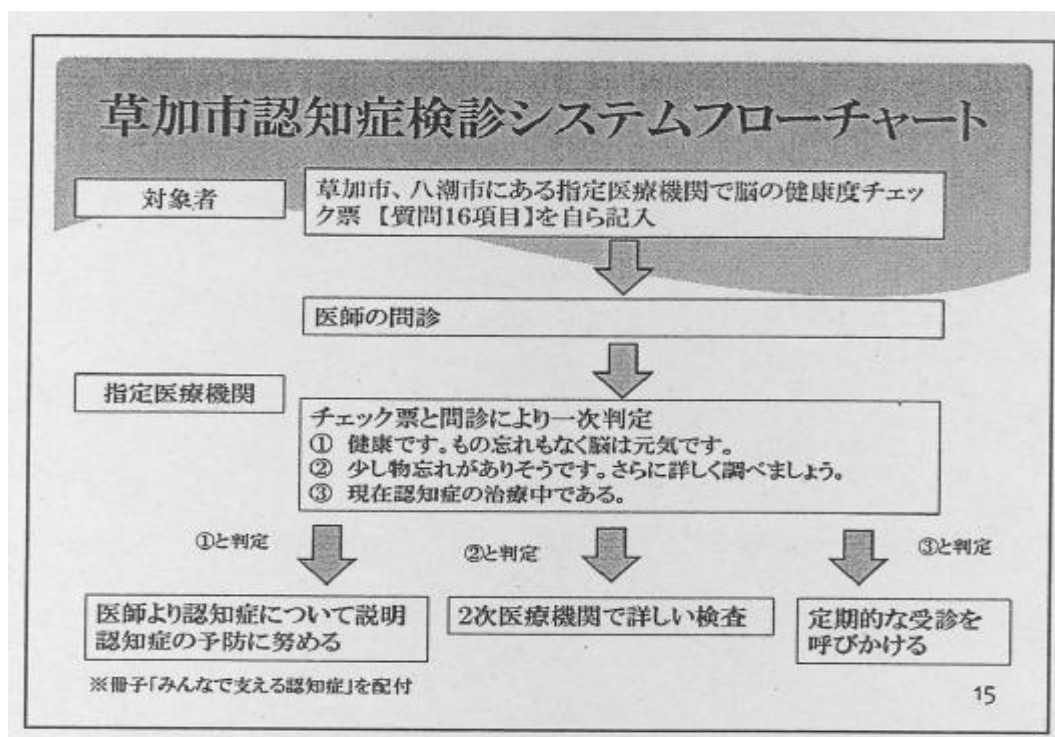 草加市認知症検診システムフローチャート
対象者
草加市、八潮市にある指定医療機関で脳の健康度チェッ
ク票 【質問16項目】を自ら記入
医師の問診
指定医療機関
チェック票と問診により一次判定
① 健康です。もの忘れもなく脳は元気です。
② 少し物忘れがありそうです。さらに詳しく調べましょう。
③ 現在認知症の治療中である。
①と判定
②と判定
③と判定
医師より認知症について説明
認知症の予防に努める
2次医療機関で詳しい検査
定期的な受診を
呼びかける
※冊子「みんなで支える認知症」を配付
15